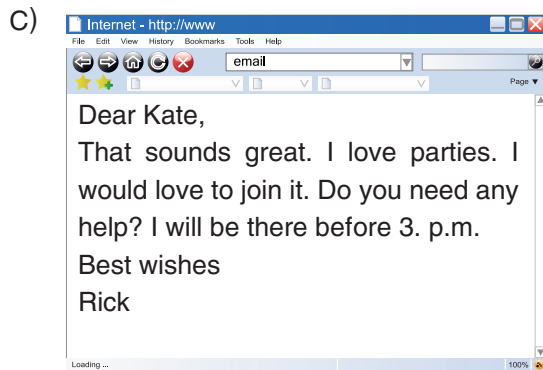 C)
Internet - http://www
File Edit View History Bookmarks Tools Help
email
Page
Dear Kate,
That sounds great. I love parties. I
would love to join it. Do you need any
help? I will be there before 3. p.m.
Best wishes
Rick
Loading ...
100%